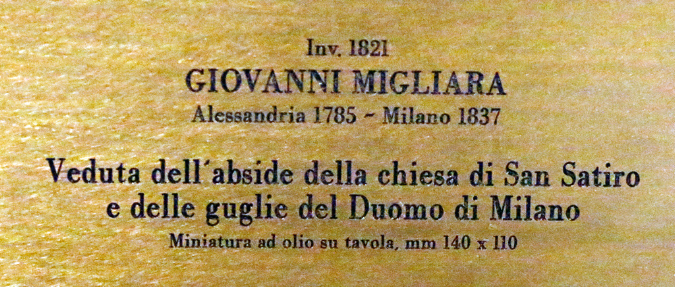 Inv. 1821
GIOVANNI MIGLIARA
Alessandria 1785 ~ Milano 1837
Veduta dell´abside della chiesa di San Satiro
e delle guglie del Duomo di Milano
Miniatura ad olio su tavola, mm 140 x 110